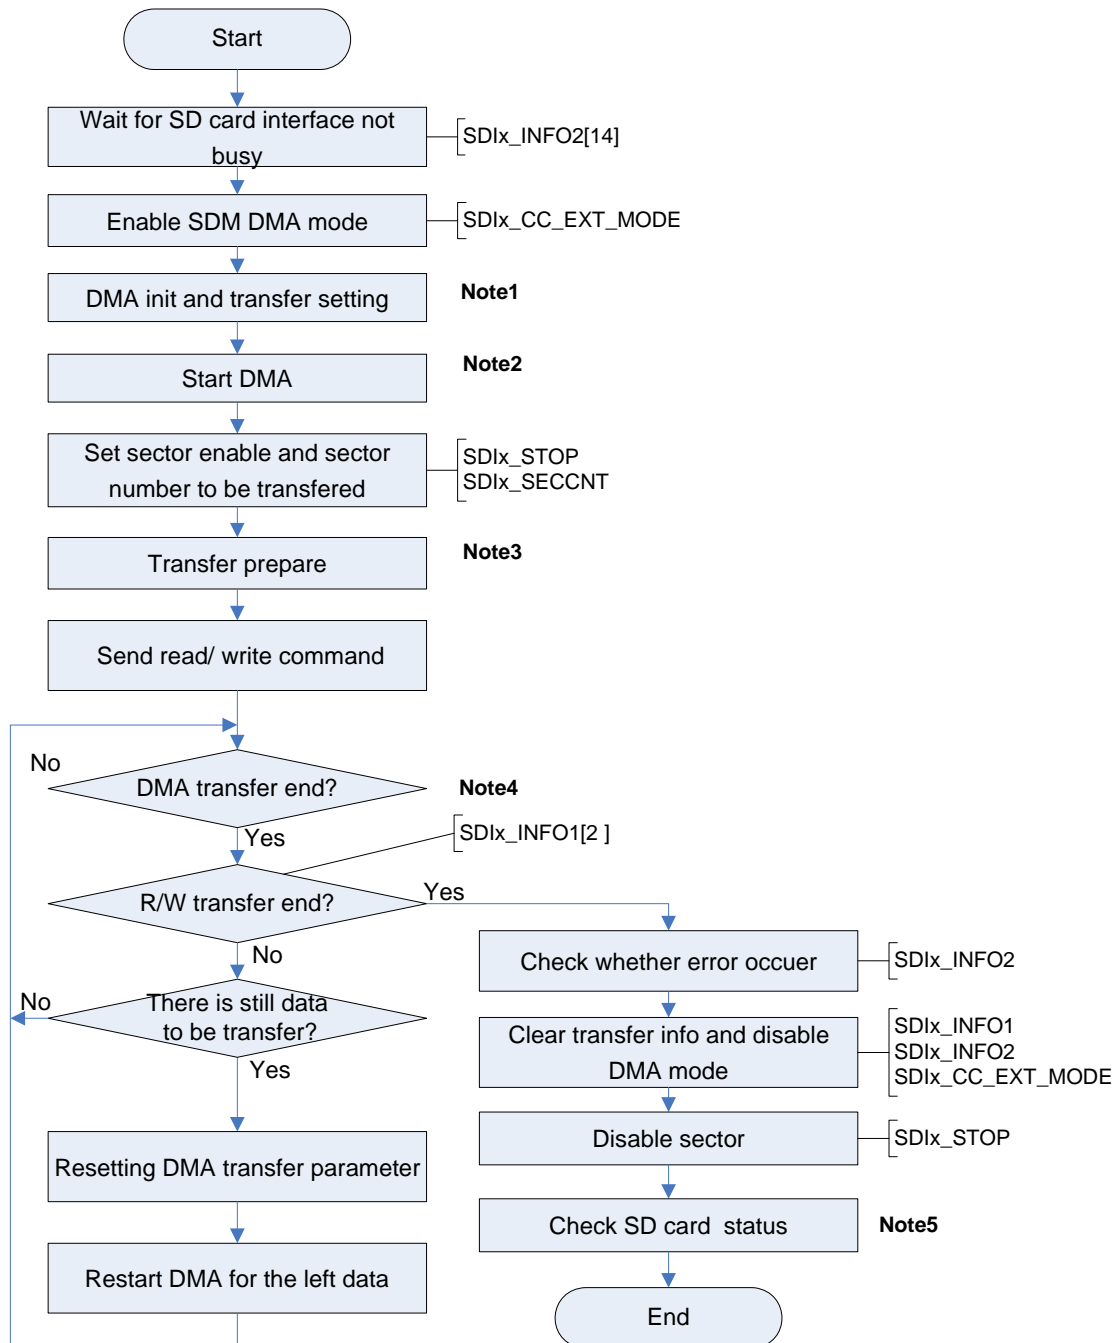 Start
Wait for SD card interface not
busy
SDIx_INFO2[14]
Enable SDM DMA mode
SDIx_CC_EXT_MODE
DMA init and transfer setting
Note1
Start DMA
Note2
Set sector enable and sector
number to be transfered
SDIx_STOP
SDIx_SECCNT
Transfer prepare
Note3
Send read/ write command
No
DMA transfer end?
Note4
Yes
SDIx_INFO1[2 ]
R/W transfer end?
Yes
No
Check whether error occuer
SDIx_INFO2
No
There is still data
to be transfer?
Yes
Clear transfer info and disable
DMA mode
SDIx_INFO1
SDIx_INFO2
SDIx_CC_EXT_MODE
Disable sector
SDIx_STOP
Resetting DMA transfer parameter
Check SD card  status
Note5
Restart DMA for the left data
End